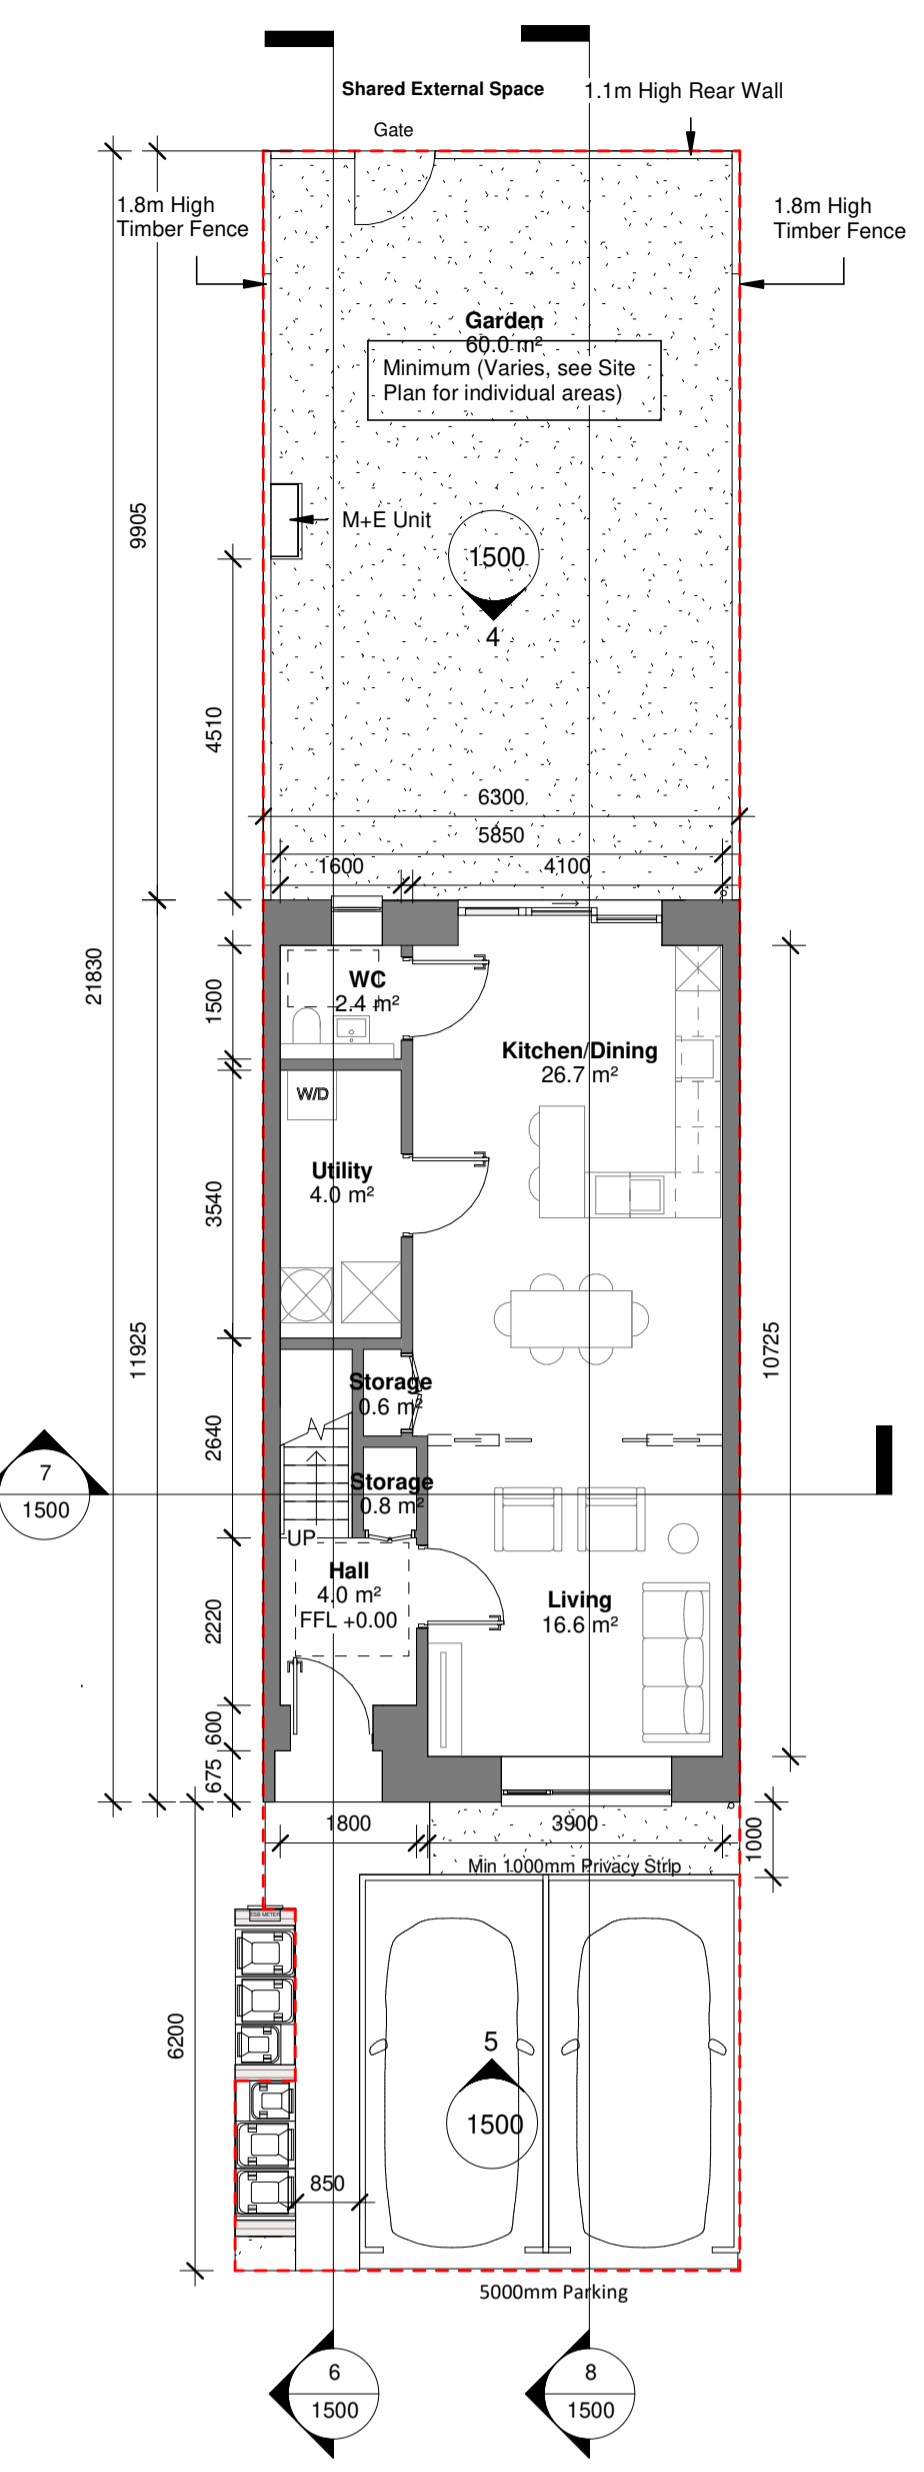 Shared External Space
1.1m High Rear Wall
Gate
1.8m High
Timber Fence
1.8m High
Timber Fence
Garden
60.0 m²
Minimum (Varies, see Site
Plan for individual areas)
9905
M+E Unit
1500
4
4510
6300
5850
1600
4100
21830
WC
2.4 m²
1500
Kitchen/Dining
26.7 m²
W/D
Utility
4.0 m²
3540
11925
10725
Storage
0.6 m²
2640
7
1500
Storage
0.8 m²
UP
Hall
4.0 m²
FFL +0.00
Living
16.6 m²
2220
600
675
1800
3900
1000
Min 1000mm Privacy Strip
ESB METER
6200
5
1500
850
5000mm Parking
6
1500
8
1500